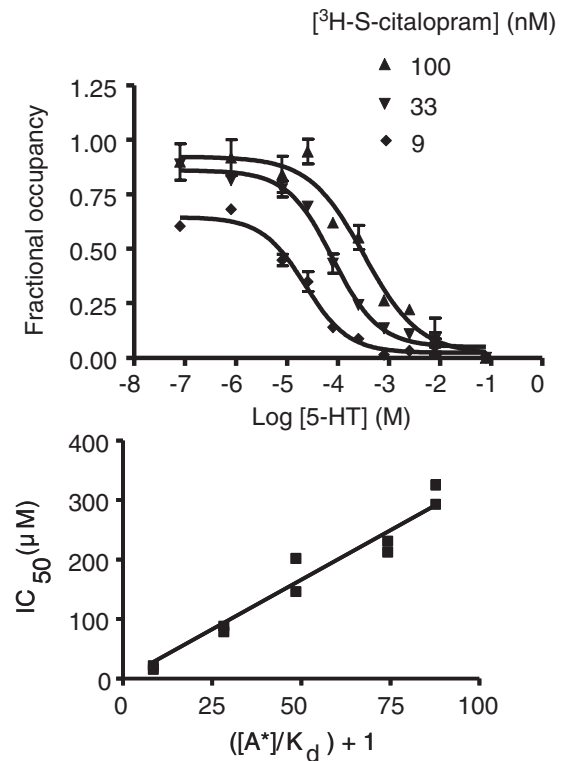 [³H-S-citalopram] (nM)
100
33
9
Fractional occupancy
1.25
1.00
0.75
0.50
0.25
0.00
-8 -7 -6 -5 -4 -3 -2 -1 0
Log [5-HT] (M)
IC₅₀(µM)
400
300
200
100
0
0 25 50 75 100
([A*]/K_d) + 1